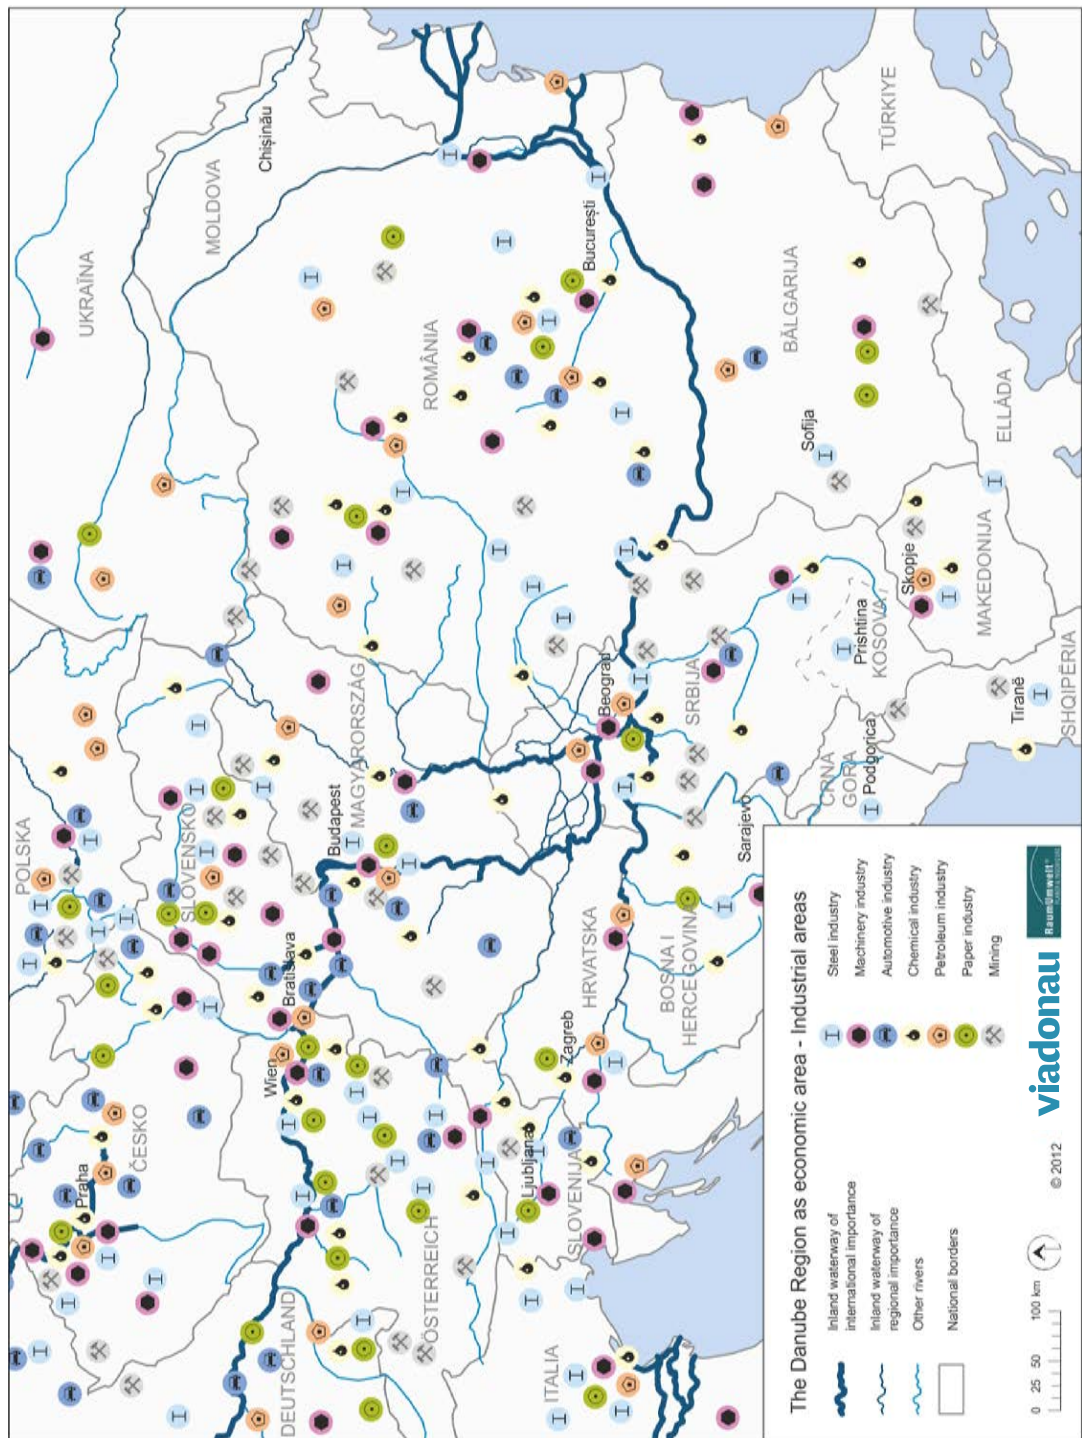 UKRAÏNA
MOLDOVA
Chișinău
POLSKA
SLOVENSKO
ČESKO
Praha
Wien
Bratislava
Budapest
MAGYARORSZÁG
ROMÂNIA
București
DEUTSCHLAND
ÖSTERREICH
Ljubljana
SLOVENIJA
Zagreb
HRVATSKA
ITALIA
BOSNA I
HERCEGOVINA
Sarajevo
Beograd
SRBIJA
CRNA
GORA
Podgorica
Prishtina
KOSOVA
Skopje
MAKEDONIJA
Tiranë
SHQIPËRIA
Sofija
BĂLGARIJA
ELLÁDA
TÜRKIYE
The Danube Region as economic area - Industrial areas
Inland waterway of
international importance
Inland waterway of
regional importance
Other rivers
National borders
Steel industry
Machinery industry
Automotive industry
Chemical industry
Petroleum industry
Paper industry
Mining
0 25 50 100 km
© 2012
viadonau
RaumUmwelt®